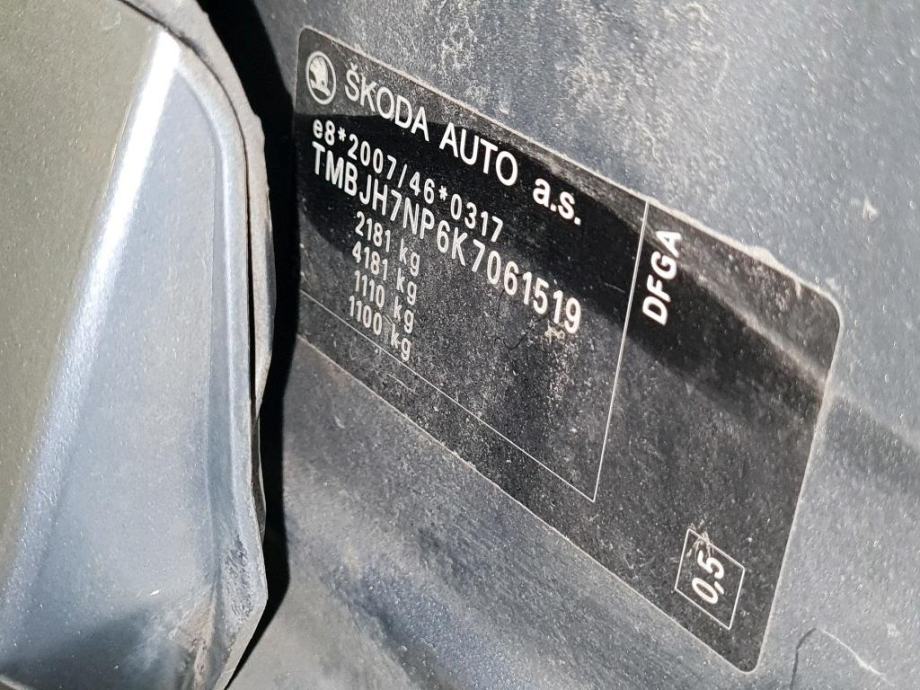 ŠKODA AUTO a.s.
e8*2007/46*0317
TMBJH7NP6K7061519
2181 kg
4181 kg
1110 kg
1100 kg
DFGA
0,5